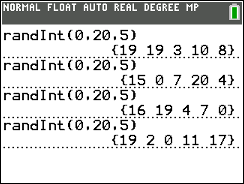 NORMAL FLOAT AUTO REAL DEGREE MP
randInt(0,20,5)
{19 19 3 10 8}
randInt(0,20,5)
{15 0 7 20 4}
randInt(0,20,5)
{16 19 4 7 0}
randInt(0,20,5)
{19 2 0 11 17}